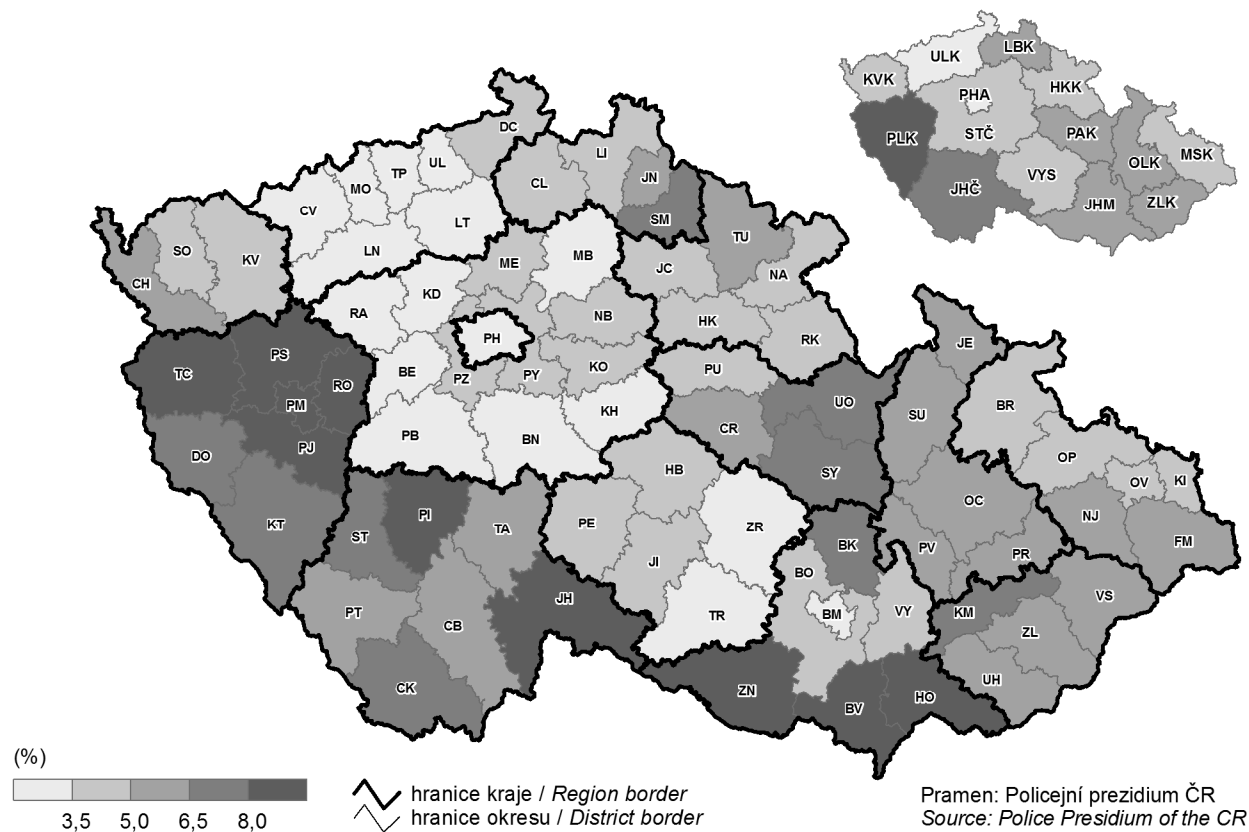 ULK
LBK
KVK
PHA
HKK
STČ
PLK
PAK
OLK
MSK
VYS
JHČ
JHM
ZLK
DC
LI
UL
TP
MO
CL
JN
CV
LT
SM
LN
TU
SO
KV
ME
MB
CH
JC
NA
KD
RA
NB
HK
PH
RK
JE
PS
KO
PU
BE
PZ
PY
TC
RO
UO
PM
KH
BR
SU
CR
PB
BN
PJ
DO
OP
HB
SY
OV
KI
OC
PI
NJ
KT
PE
ZR
TA
ST
BK
PV
FM
PR
JI
BO
VS
JH
PT
TR
BM
VY
KM
CB
ZL
UH
CK
ZN
HO
BV
(%)
3,5 5,0 6,5 8,0
hranice kraje / Region border
hranice okresu / District border
Pramen: Policejní prezidium ČR
Source: Police Presidium of the CR